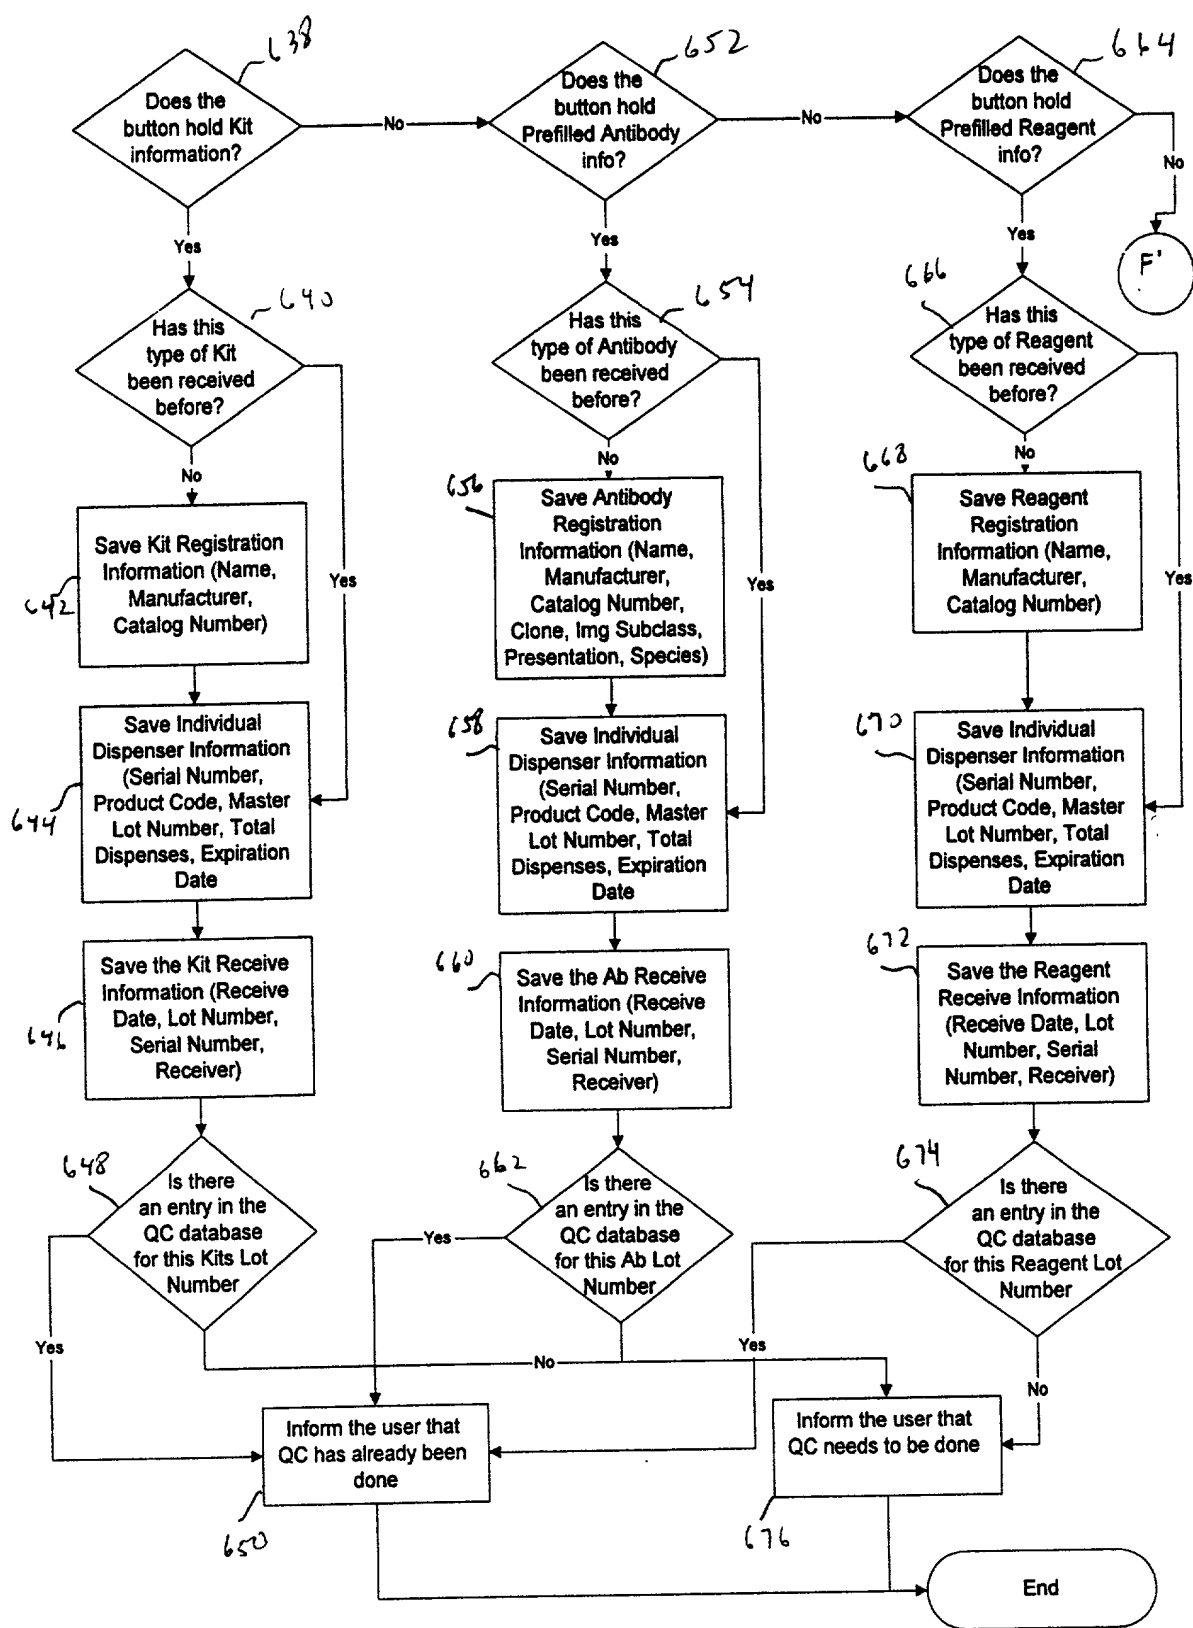 638
Does the
button hold Kit
information?
No
652
Does the
button hold
Prefilled Antibody
info?
No
664
Does the
button hold
Prefilled Reagent
info?
No
F'
Yes
Yes
Yes
640
Has this
type of Kit
been received
before?
654
Has this
type of Antibody
been received
before?
666
Has this
type of Reagent
been received
before?
No
No
No
642
Save Kit Registration
Information (Name,
Manufacturer,
Catalog Number)
Yes
656
Save Antibody
Registration
Information (Name,
Manufacturer,
Catalog Number,
Clone, Img Subclass,
Presentation, Species)
Yes
668
Save Reagent
Registration
Information (Name,
Manufacturer,
Catalog Number)
Yes
644
Save Individual
Dispenser Information
(Serial Number,
Product Code, Master
Lot Number, Total
Dispenses, Expiration
Date
658
Save Individual
Dispenser Information
(Serial Number,
Product Code, Master
Lot Number, Total
Dispenses, Expiration
Date
670
Save Individual
Dispenser Information
(Serial Number,
Product Code, Master
Lot Number, Total
Dispenses, Expiration
Date
646
Save the Kit Receive
Information (Receive
Date, Lot Number,
Serial Number,
Receiver)
660
Save the Ab Receive
Information (Receive
Date, Lot Number,
Serial Number,
Receiver)
672
Save the Reagent
Receive Information
(Receive Date, Lot
Number, Serial
Number, Receiver)
648
Is there
an entry in the
QC database
for this Kits Lot
Number
Yes
662
Is there
an entry in the
QC database
for this Ab Lot
Number
Yes
674
Is there
an entry in the
QC database
for this Reagent Lot
Number
Yes
No
No
Inform the user that
QC has already been
done
650
Inform the user that
QC needs to be done
676
End